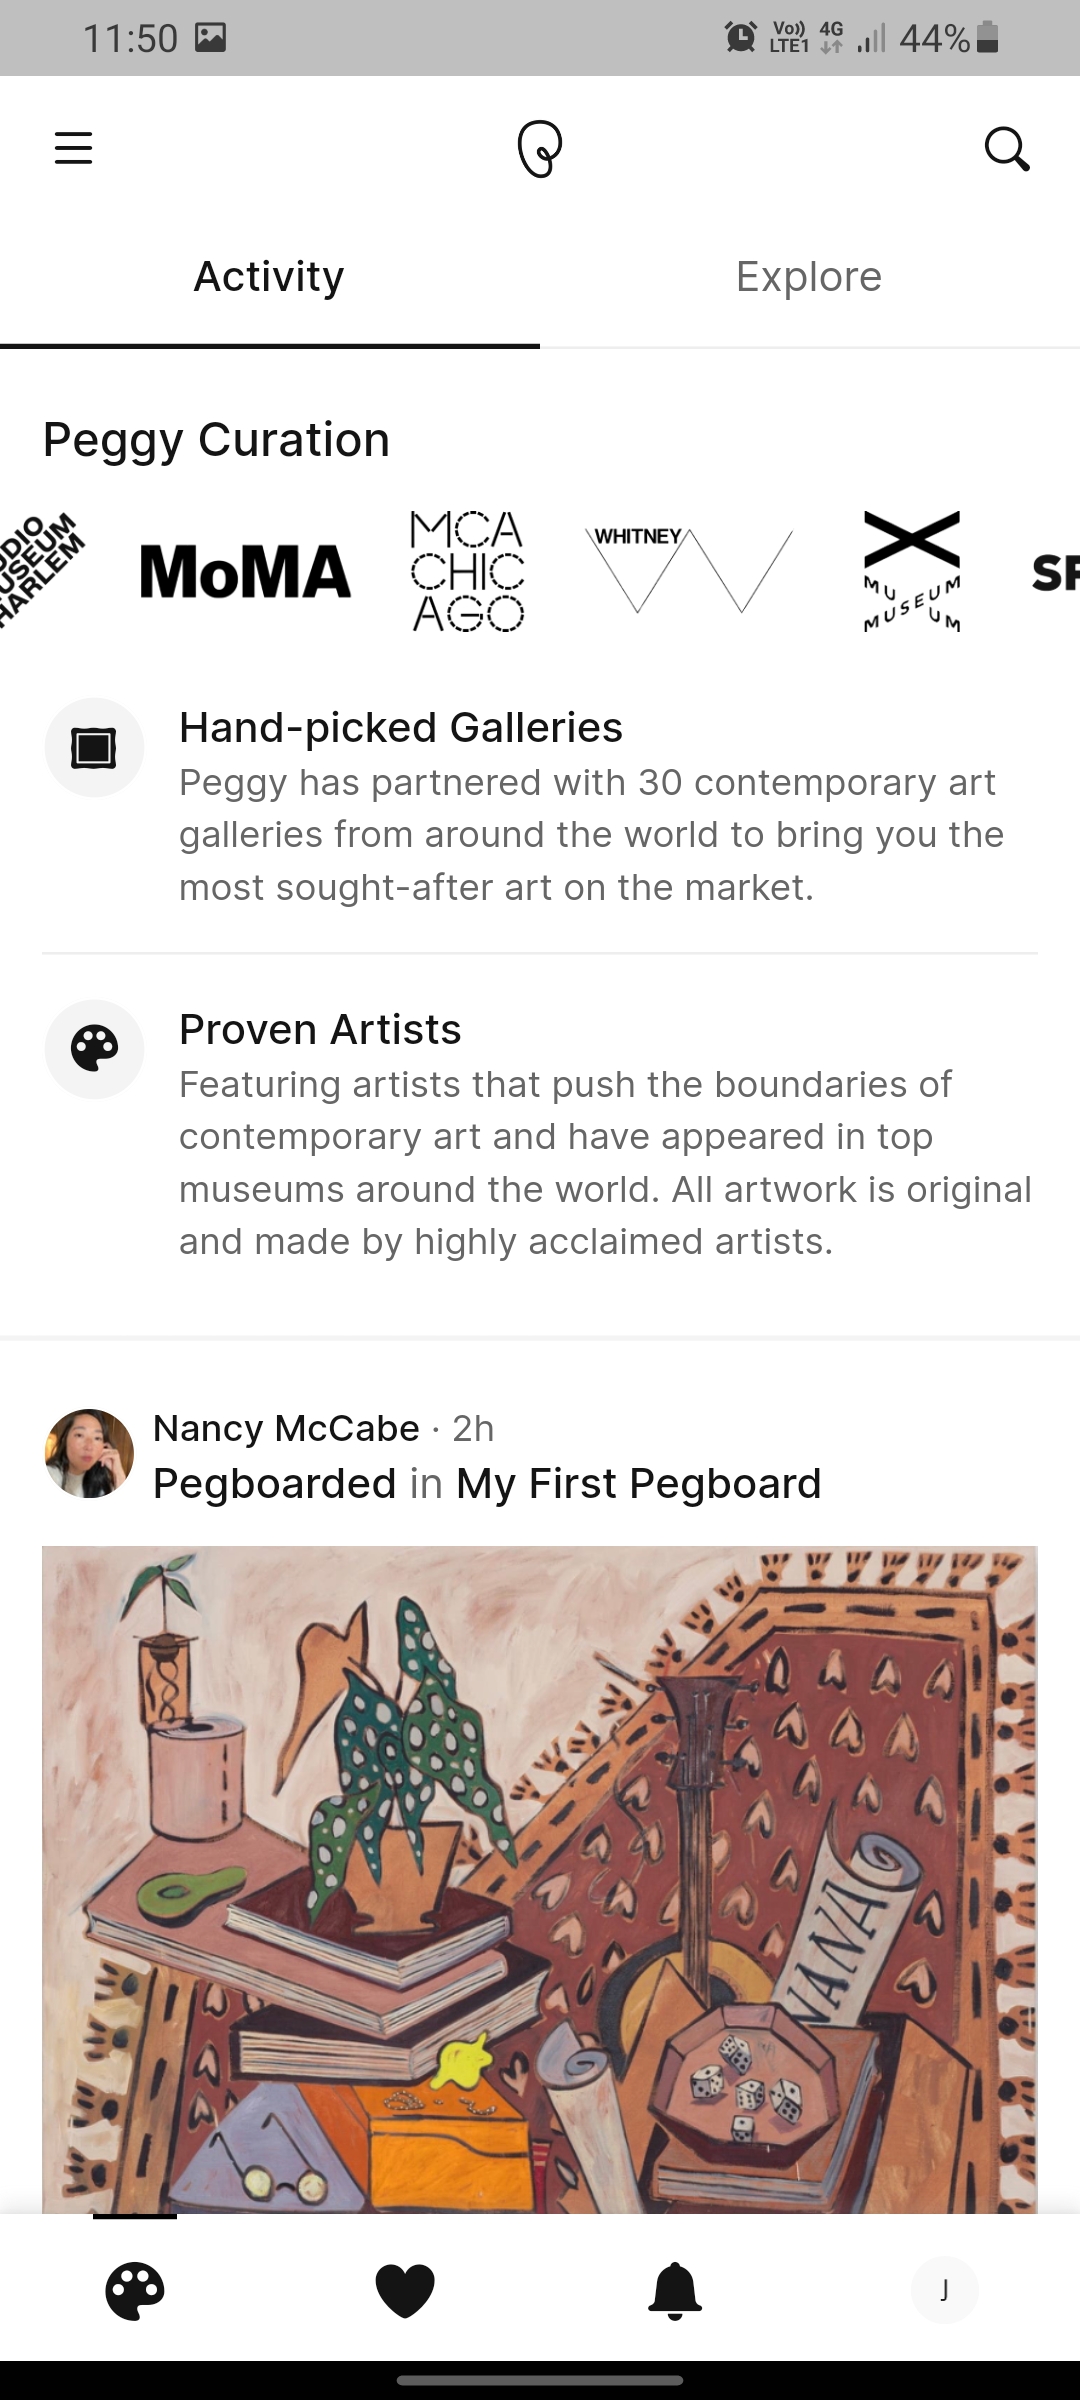 11:50
Vo)) LTE1 4G 44%
Activity
Explore
Peggy Curation
DIO
USEUM
HARLEM
MoMA
MCA
CHIC
AGO
WHITNEY
MU
SEUM
MUSEUM
SF
Hand-picked Galleries
Peggy has partnered with 30 contemporary art
galleries from around the world to bring you the
most sought-after art on the market.
Proven Artists
Featuring artists that push the boundaries of
contemporary art and have appeared in top
museums around the world. All artwork is original
and made by highly acclaimed artists.
Nancy McCabe · 2h
Pegboarded in My First Pegboard
NANA
J